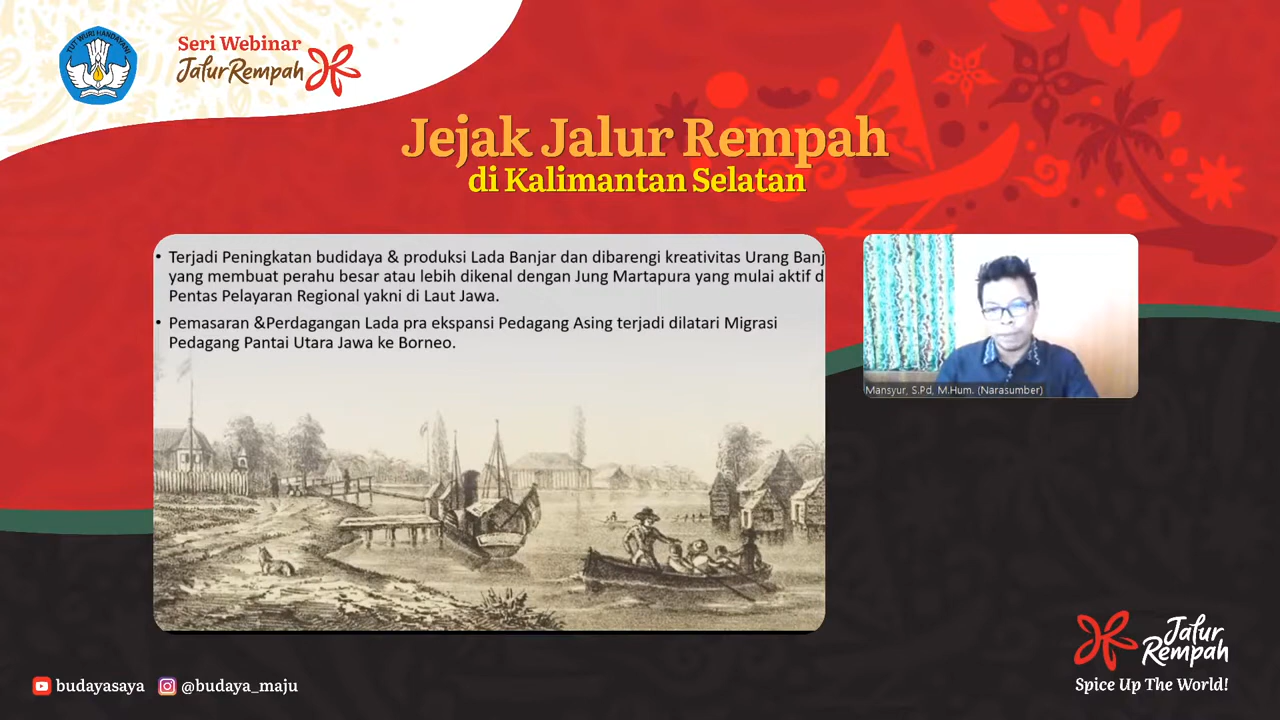 TUT WURI HANDAYANI
Seri Webinar
Jalur Rempah
Jejak Jalur Rempah
di Kalimantan Selatan
• Terjadi Peningkatan budidaya & produksi Lada Banjar dan dibarengi kreativitas Urang Banj
yang membuat perahu besar atau lebih dikenal dengan Jung Martapura yang mulai aktif d
Pentas Pelayaran Regional yakni di Laut Jawa.
• Pemasaran &Perdagangan Lada pra ekspansi Pedagang Asing terjadi dilatari Migrasi
Pedagang Pantai Utara Jawa ke Borneo.
Mansyur, S.Pd, M.Hum. (Narasumber)
budayasaya @budaya_maju
Jalur
Rempah
Spice Up The World!